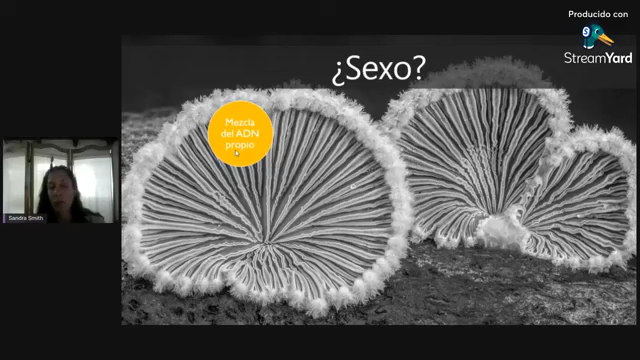 Producido con
StreamYard
¿Sexo?
Mezcla
del ADN
propio
Sandra Smith